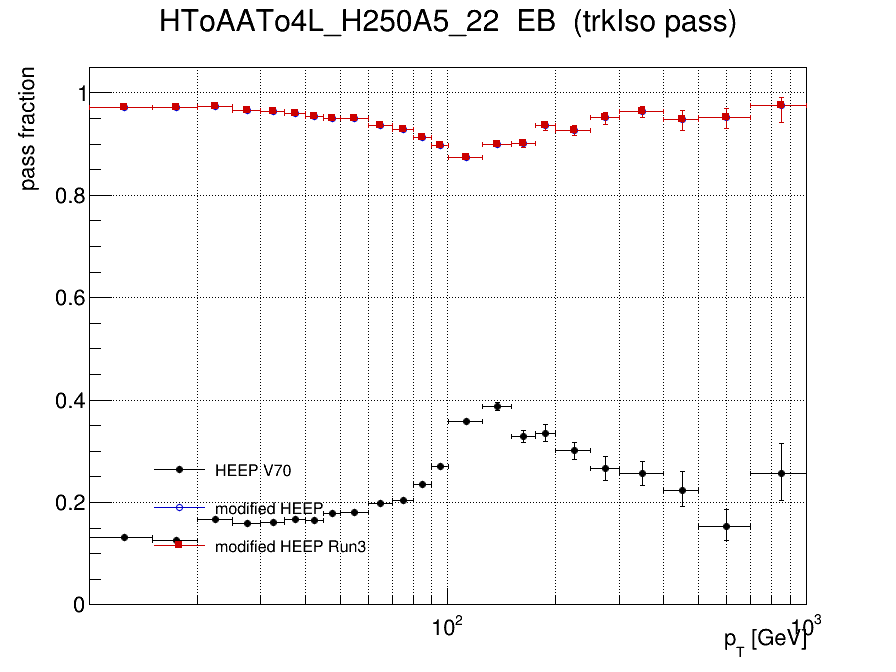 HToAATo4L_H250A5_22 EB (trkIso pass)
pass fraction
1
0.8
0.6
0.4
0.2
0
HEEP V70
modified HEEP
modified HEEP Run3
10²
10³
p_T [GeV]